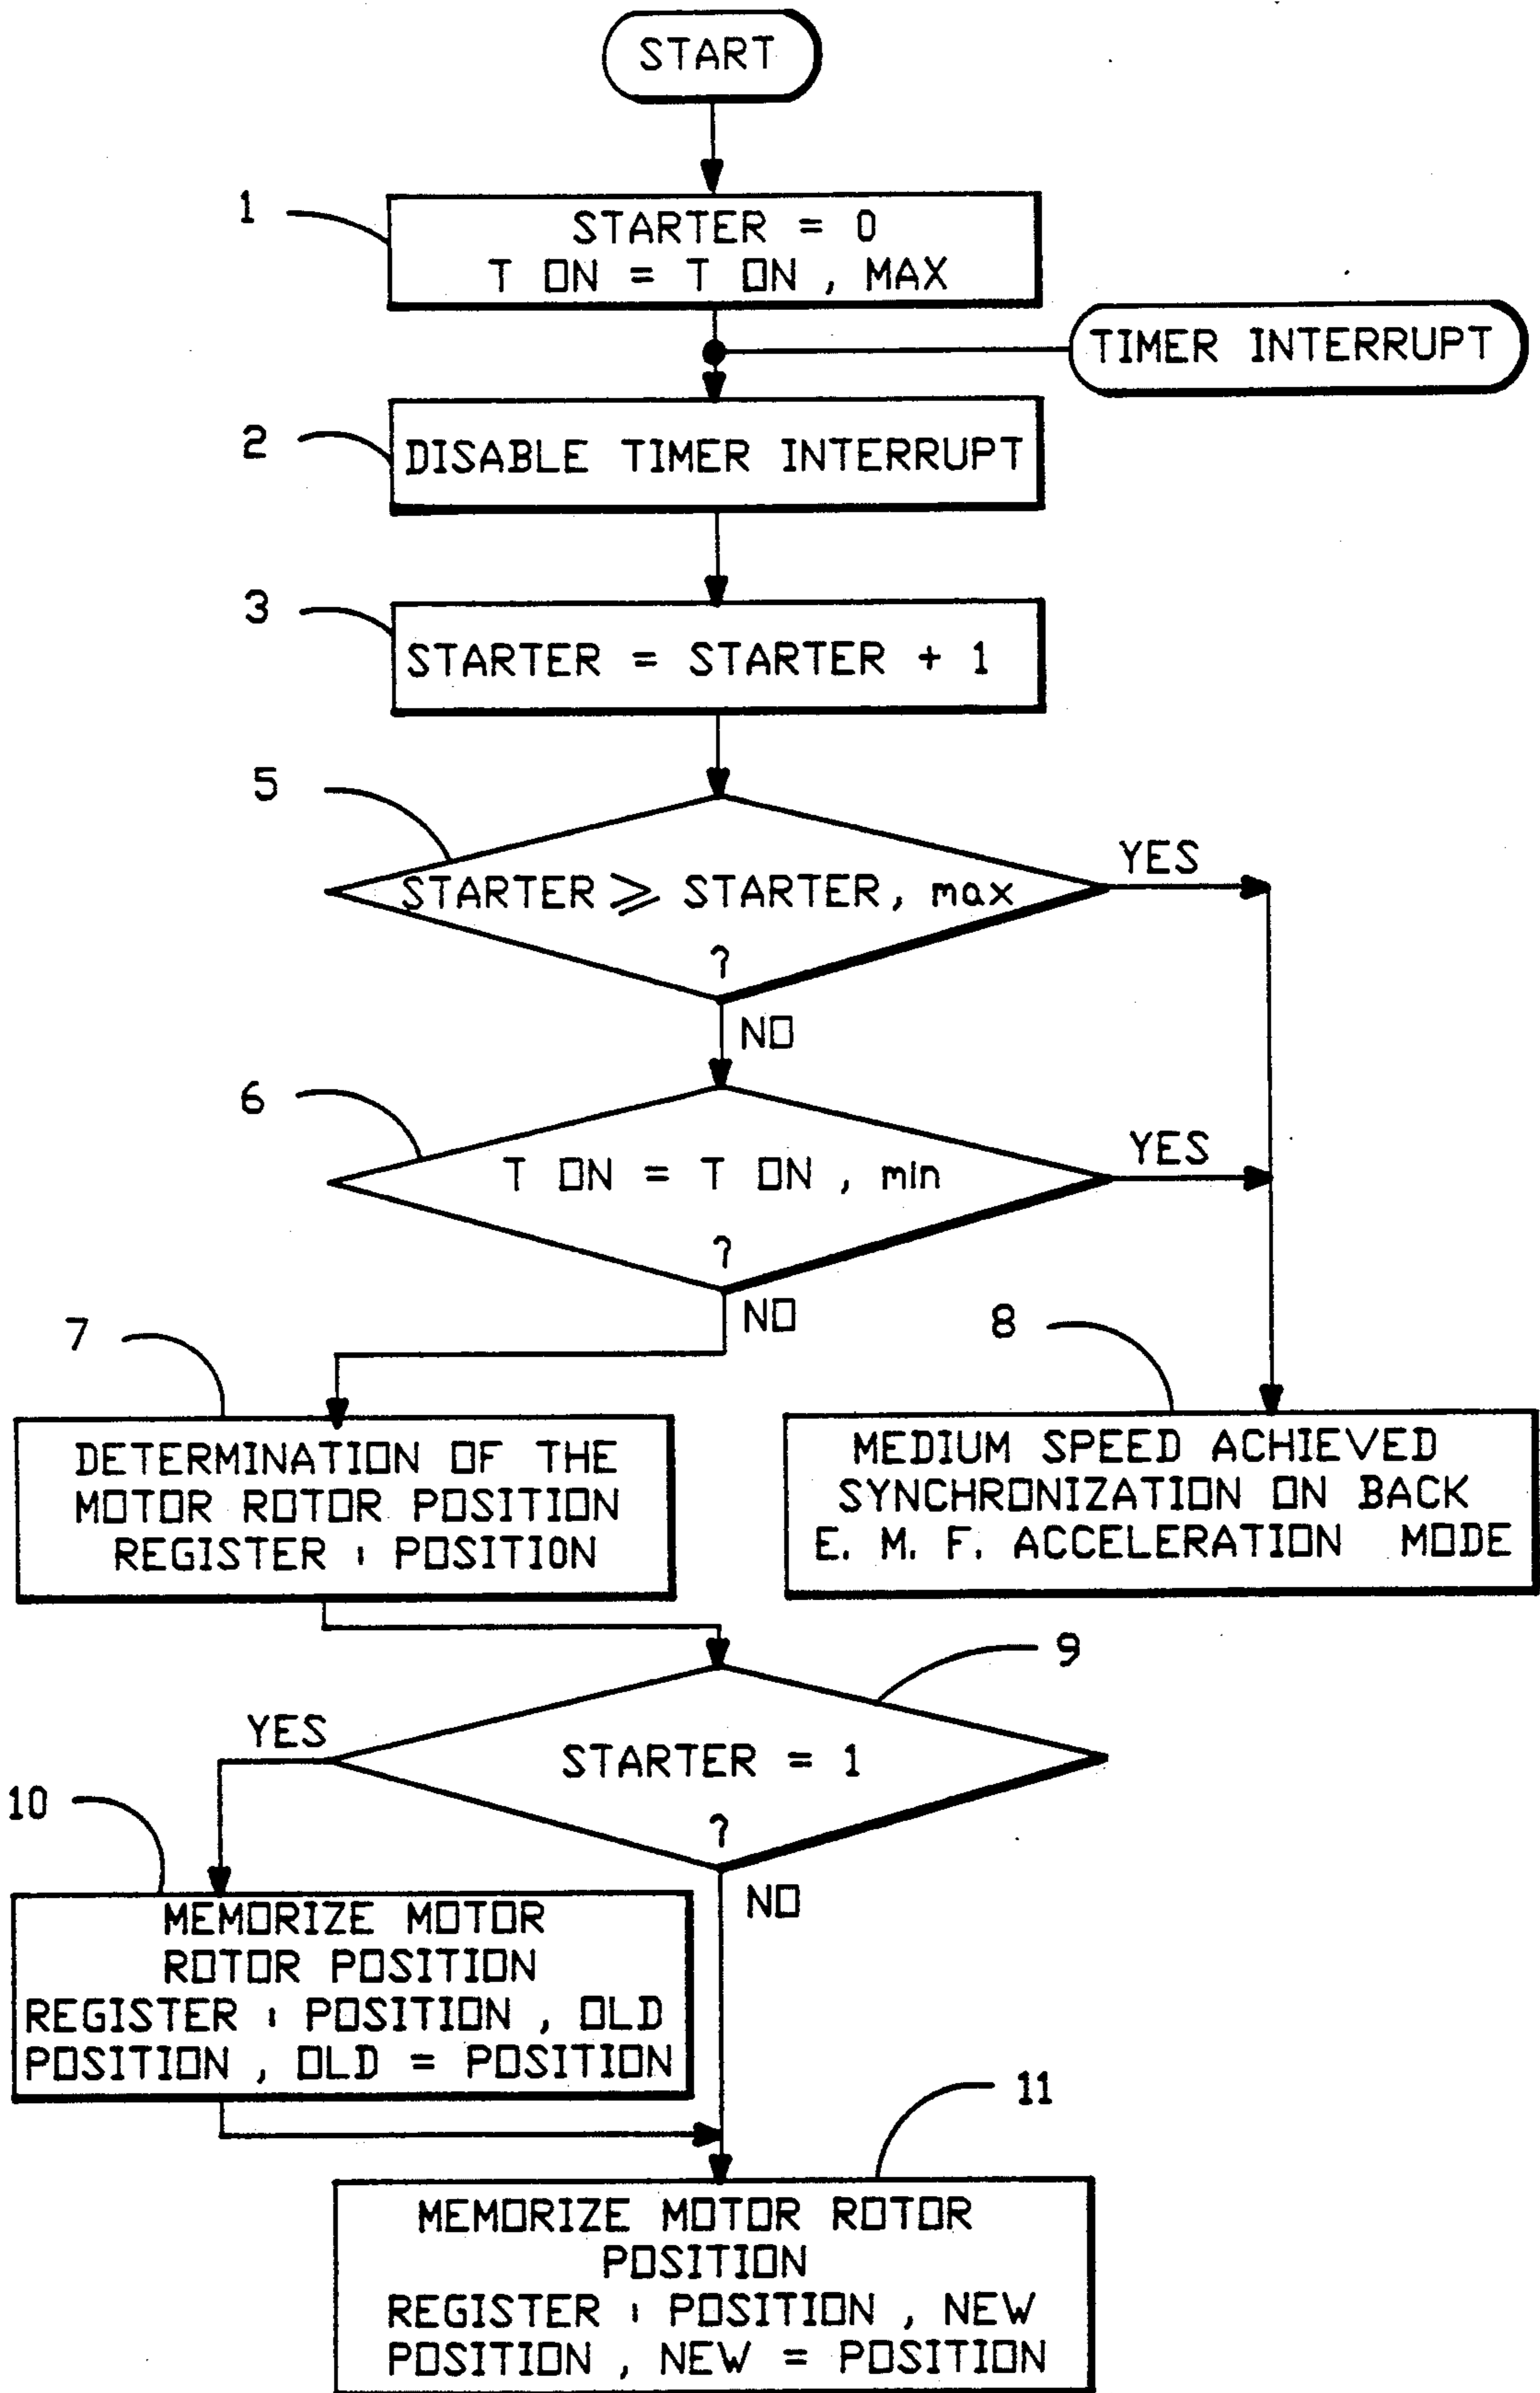 START
1
STARTER = 0
T ON = T ON , MAX
TIMER INTERRUPT
2
DISABLE TIMER INTERRUPT
3
STARTER = STARTER + 1
5
STARTER ⩾ STARTER, max
?
YES
NO
6
T ON = T ON , min
?
YES
NO
7
DETERMINATION OF THE
MOTOR ROTOR POSITION
REGISTER : POSITION
8
MEDIUM SPEED ACHIEVED
SYNCHRONIZATION ON BACK
E. M. F. ACCELERATION MODE
9
STARTER = 1
?
YES
NO
10
MEMORIZE MOTOR
ROTOR POSITION
REGISTER : POSITION , OLD
POSITION , OLD = POSITION
11
MEMORIZE MOTOR ROTOR
POSITION
REGISTER : POSITION , NEW
POSITION , NEW = POSITION